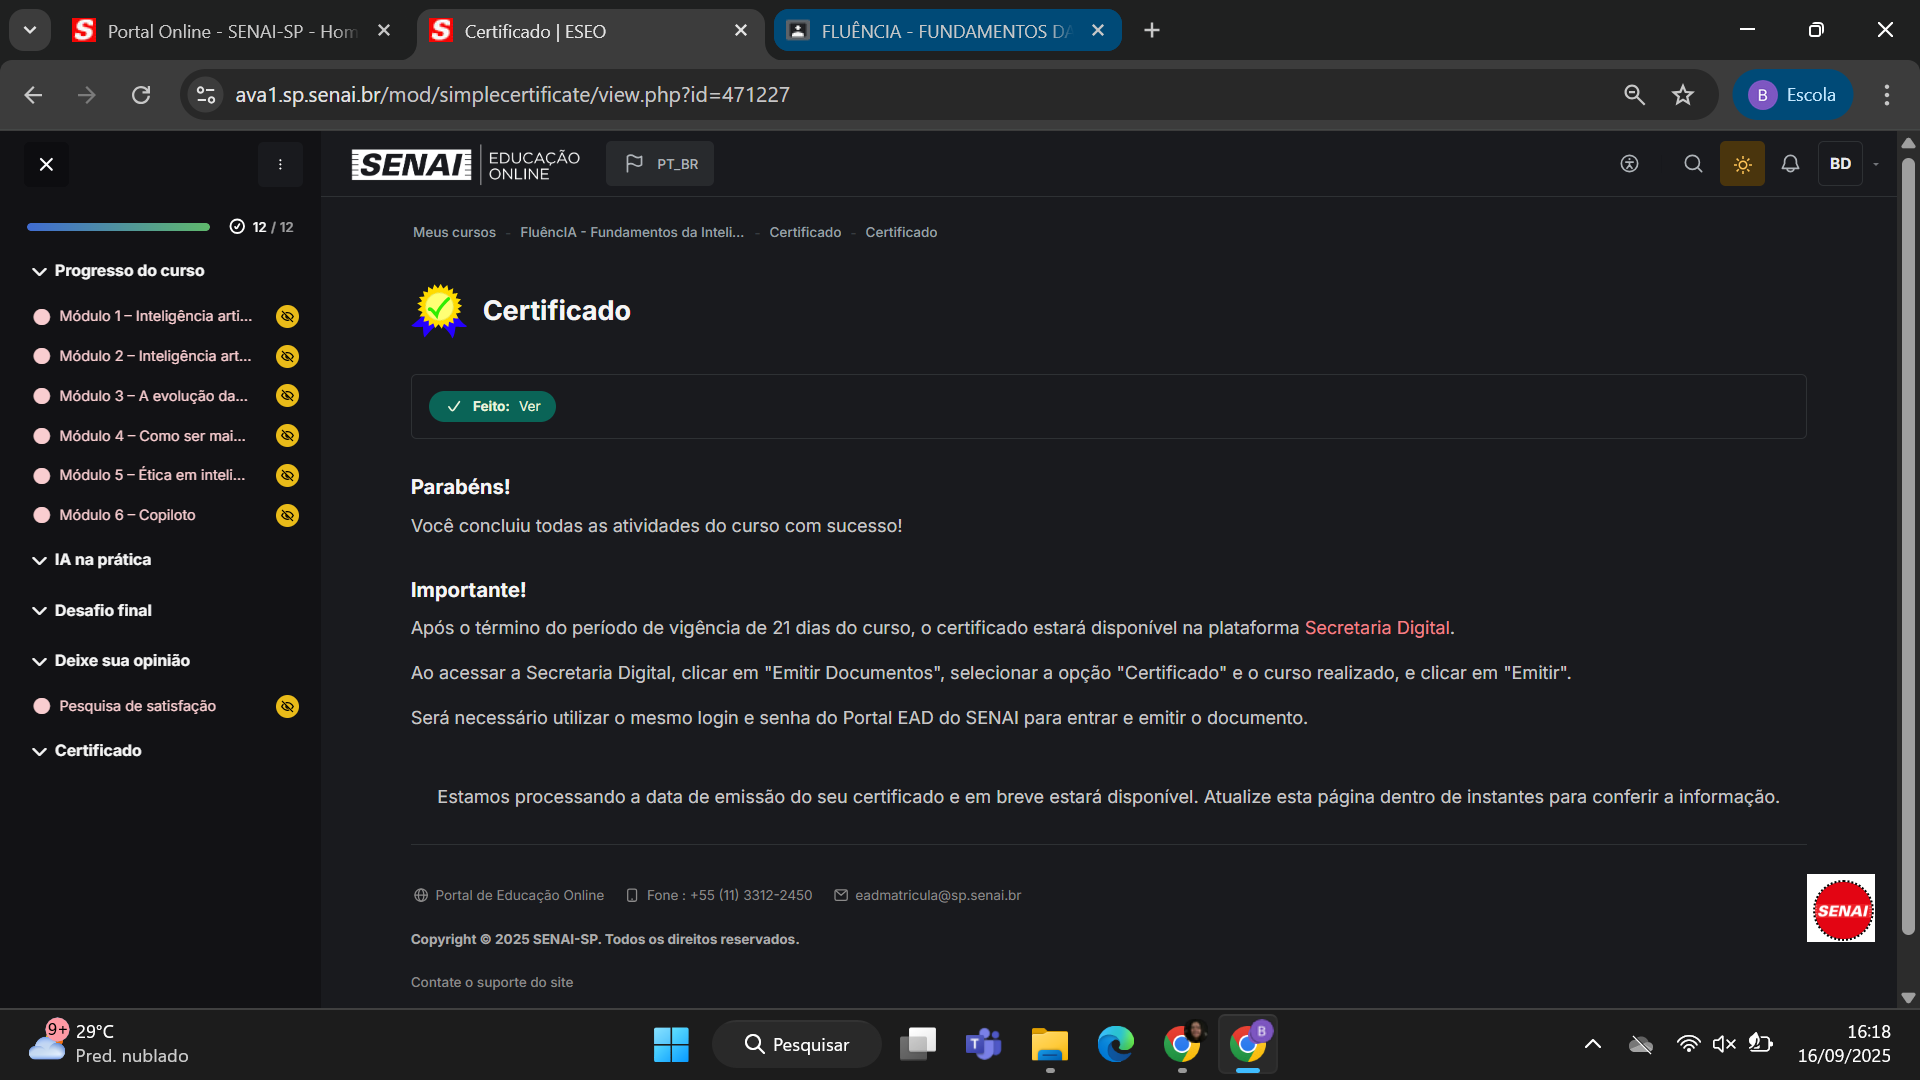 Portal Online - SENAI-SP - Hom
Certificado | ESEO
FLUÊNCIA - FUNDAMENTOS DA
ava1.sp.senai.br/mod/simplecertificate/view.php?id=471227
B Escola
SENAI EDUCAÇÃO ONLINE
PT_BR
BD
12 / 12
Progresso do curso
Módulo 1 – Inteligência arti...
Módulo 2 – Inteligência art...
Módulo 3 – A evolução da...
Módulo 4 – Como ser mai...
Módulo 5 – Ética em inteli...
Módulo 6 – Copiloto
IA na prática
Desafio final
Deixe sua opinião
Pesquisa de satisfação
Certificado
Meus cursos - FluêncIA - Fundamentos da Inteli... - Certificado - Certificado
Certificado
Feito: Ver
Parabéns!
Você concluiu todas as atividades do curso com sucesso!
Importante!
Após o término do período de vigência de 21 dias do curso, o certificado estará disponível na plataforma Secretaria Digital.
Ao acessar a Secretaria Digital, clicar em "Emitir Documentos", selecionar a opção "Certificado" e o curso realizado, e clicar em "Emitir".
Será necessário utilizar o mesmo login e senha do Portal EAD do SENAI para entrar e emitir o documento.
Estamos processando a data de emissão do seu certificado e em breve estará disponível. Atualize esta página dentro de instantes para conferir a informação.
Portal de Educação Online Fone : +55 (11) 3312-2450 eadmatricula@sp.senai.br
SENAI
Copyright © 2025 SENAI-SP. Todos os direitos reservados.
Contate o suporte do site
9+
29°C
Pred. nublado
Pesquisar
T
B
16:18
16/09/2025